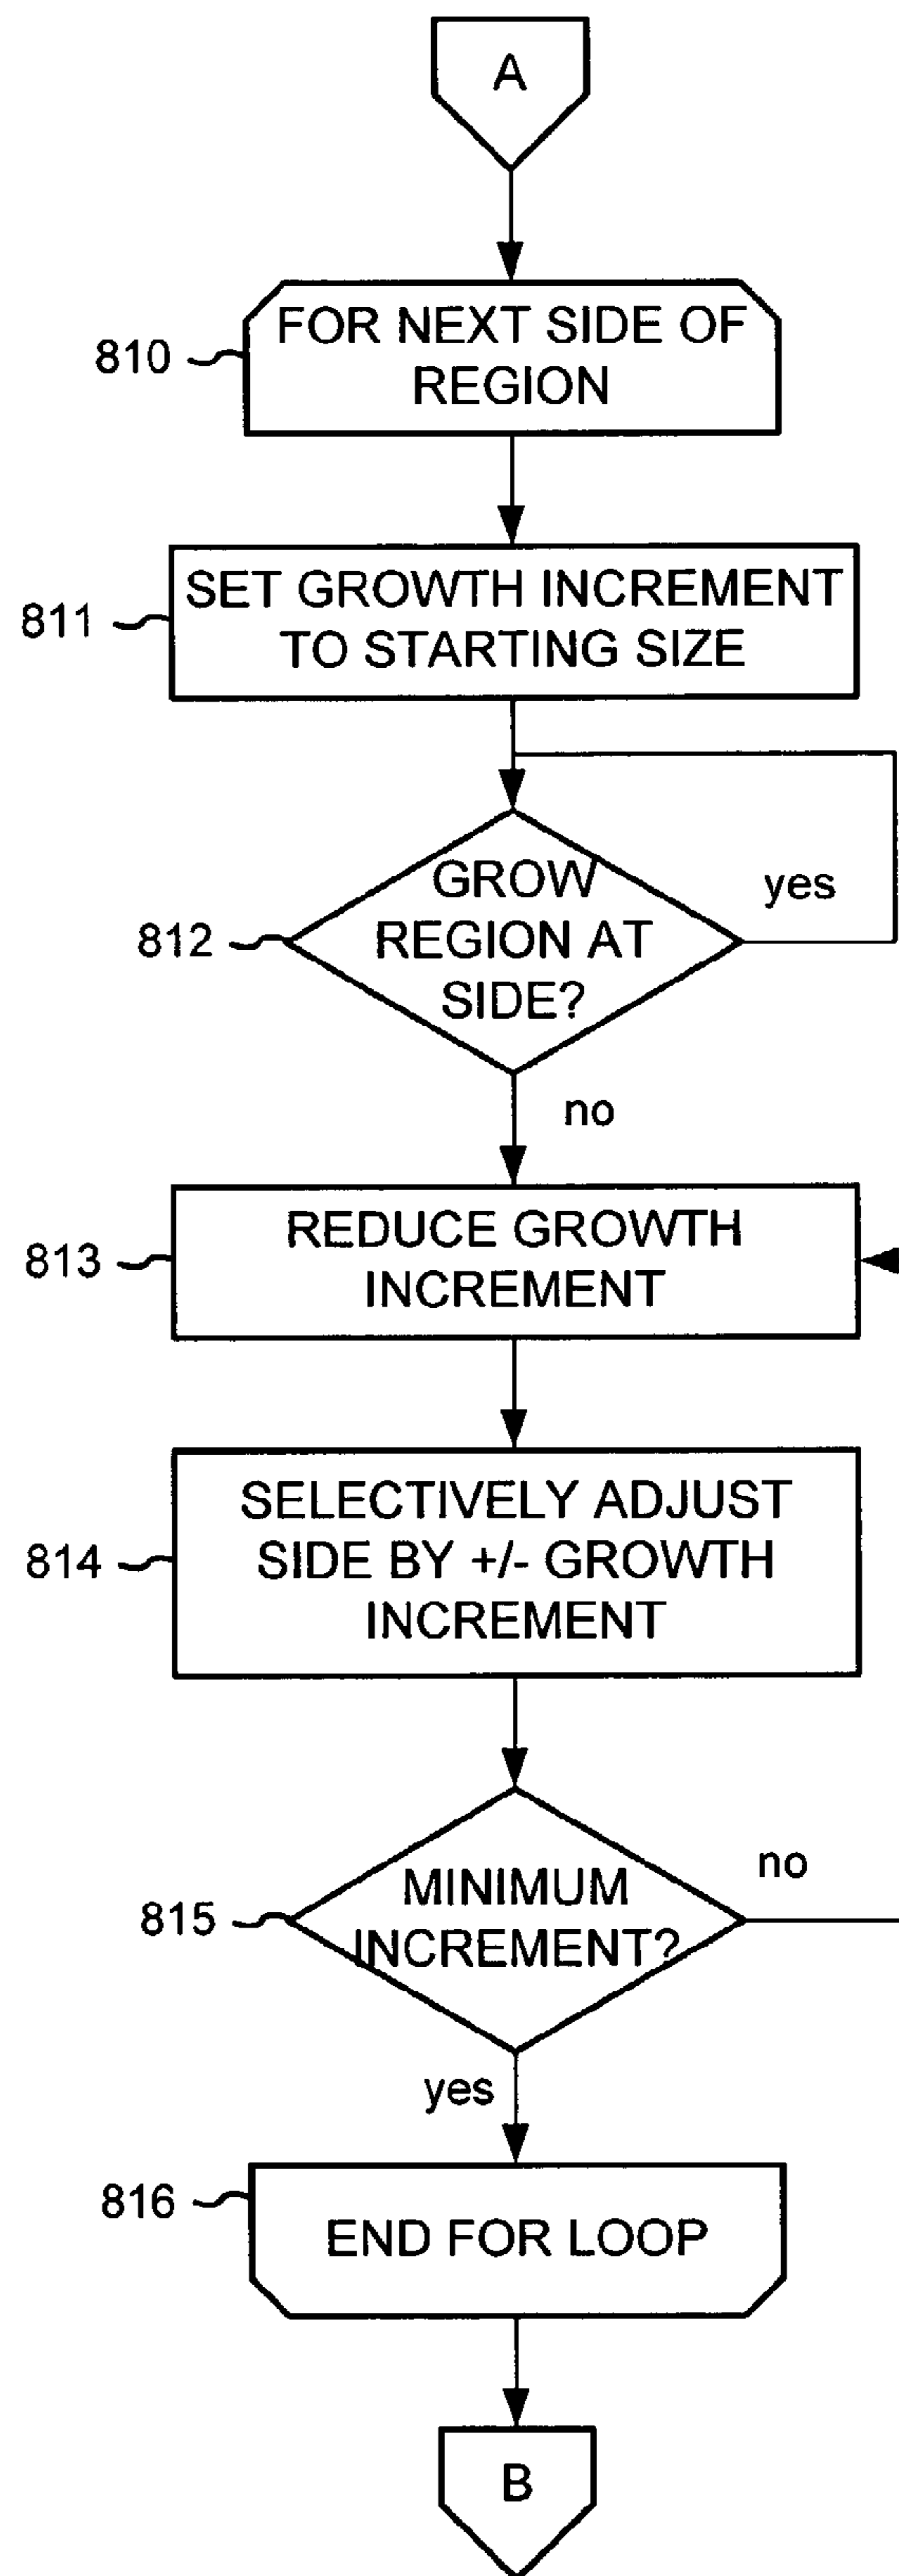 A
810
FOR NEXT SIDE OF
REGION
811
SET GROWTH INCREMENT
TO STARTING SIZE
812
GROW
REGION AT
SIDE?
yes
no
813
REDUCE GROWTH
INCREMENT
814
SELECTIVELY ADJUST
SIDE BY +/- GROWTH
INCREMENT
815
MINIMUM
INCREMENT?
no
yes
816
END FOR LOOP
B